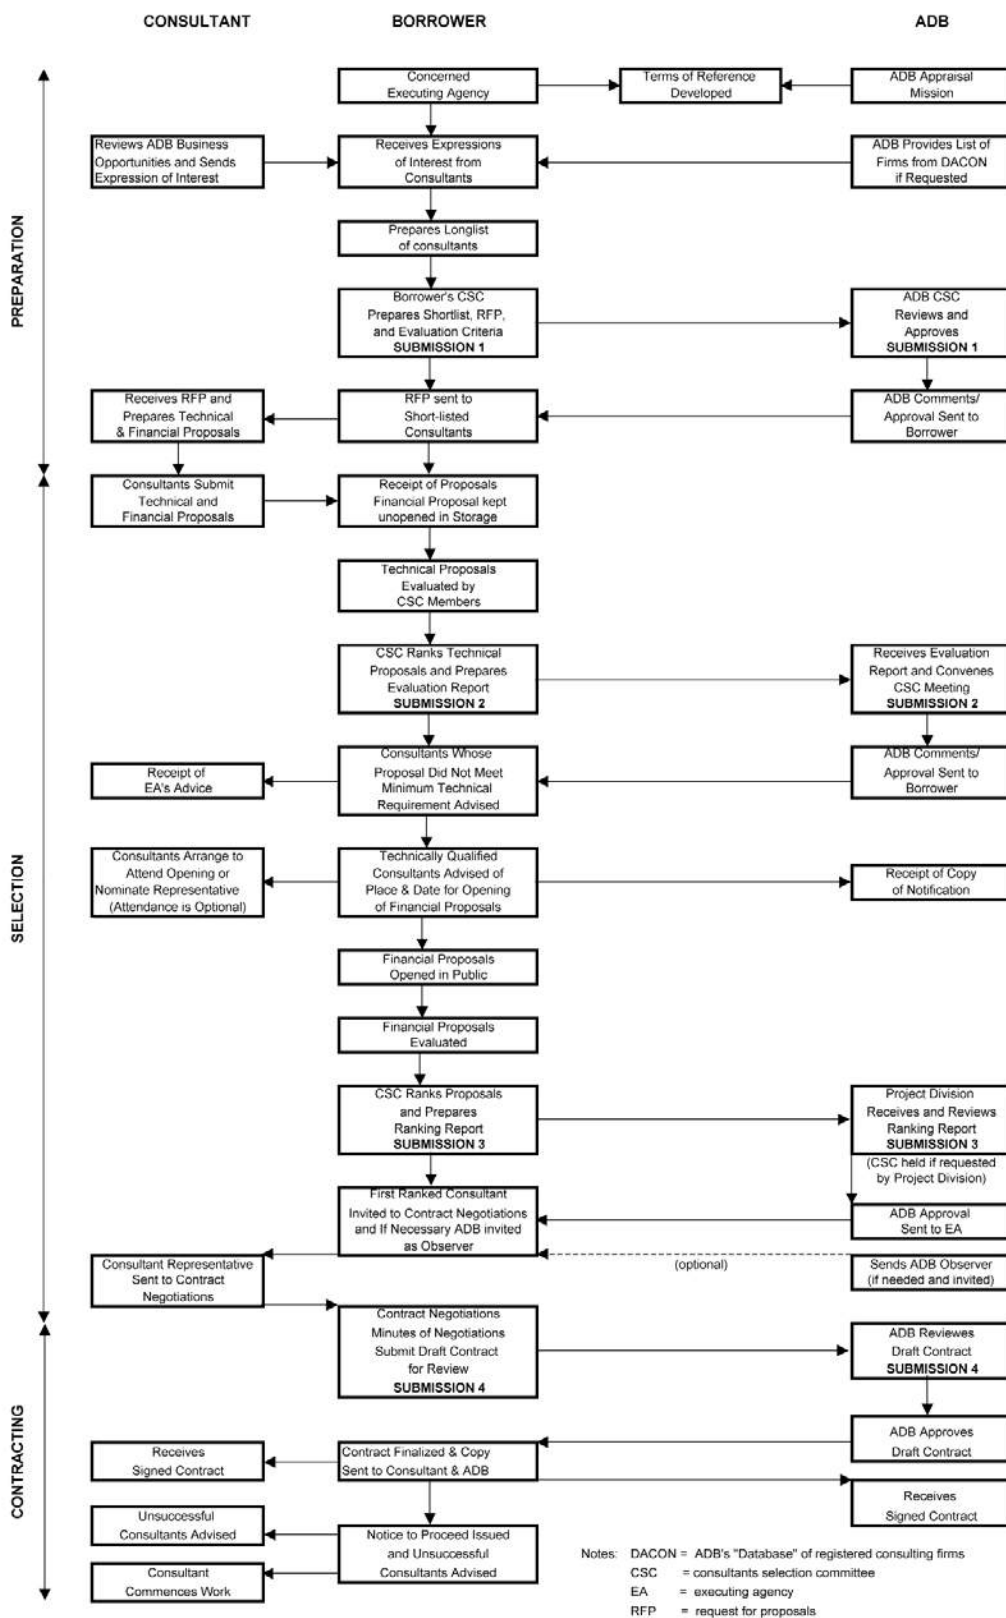 CONSULTANT
BORROWER
ADB
PREPARATION
Concerned
Executing Agency
Terms of Reference
Developed
ADB Appraisal
Mission
Reviews ADB Business
Opportunities and Sends
Expression of Interest
Receives Expressions
of Interest from
Consultants
ADB Provides List of
Firms from DACON
if Requested
Prepares Longlist
of consultants
Borrower's CSC
Prepares Shortlist, RFP,
and Evaluation Criteria
SUBMISSION 1
ADB CSC
Reviews and
Approves
SUBMISSION 1
Receives RFP and
Prepares Technical
& Financial Proposals
RFP sent to
Short-listed
Consultants
ADB Comments/
Approval Sent to
Borrower
SELECTION
Consultants Submit
Technical and
Financial Proposals
Receipt of Proposals
Financial Proposal kept
unopened in Storage
Technical Proposals
Evaluated by
CSC Members
CSC Ranks Technical
Proposals and Prepares
Evaluation Report
SUBMISSION 2
Receives Evaluation
Report and Convenes
CSC Meeting
SUBMISSION 2
Receipt of
EA's Advice
Consultants Whose
Proposal Did Not Meet
Minimum Technical
Requirement Advised
ADB Comments/
Approval Sent to
Borrower
Consultants Arrange to
Attend Opening or
Nominate Representative
(Attendance is Optional)
Technically Qualified
Consultants Advised of
Place & Date for Opening
of Financial Proposals
Receipt of Copy
of Notification
Financial Proposals
Opened in Public
Financial Proposals
Evaluated
CSC Ranks Proposals
and Prepares
Ranking Report
SUBMISSION 3
Project Division
Receives and Reviews
Ranking Report
SUBMISSION 3
(CSC held if requested
by Project Division)
First Ranked Consultant
Invited to Contract Negotiations
and If Necessary ADB invited
as Observer
ADB Approval
Sent to EA
Consultant Representative
Sent to Contract
Negotiations
(optional)
Sends ADB Observer
(if needed and invited)
CONTRACTING
Contract Negotiations
Minutes of Negotiations
Submit Draft Contract
for Review
SUBMISSION 4
ADB Reviewes
Draft Contract
SUBMISSION 4
ADB Approves
Draft Contract
Receives
Signed Contract
Contract Finalized & Copy
Sent to Consultant & ADB
Receives
Signed Contract
Unsuccessful
Consultants Advised
Notice to Proceed Issued
and Unsuccessful
Consultants Advised
Consultant
Commences Work
Notes: DACON = ADB's "Database" of registered consulting firms
CSC = consultants selection committee
EA = executing agency
RFP = request for proposals